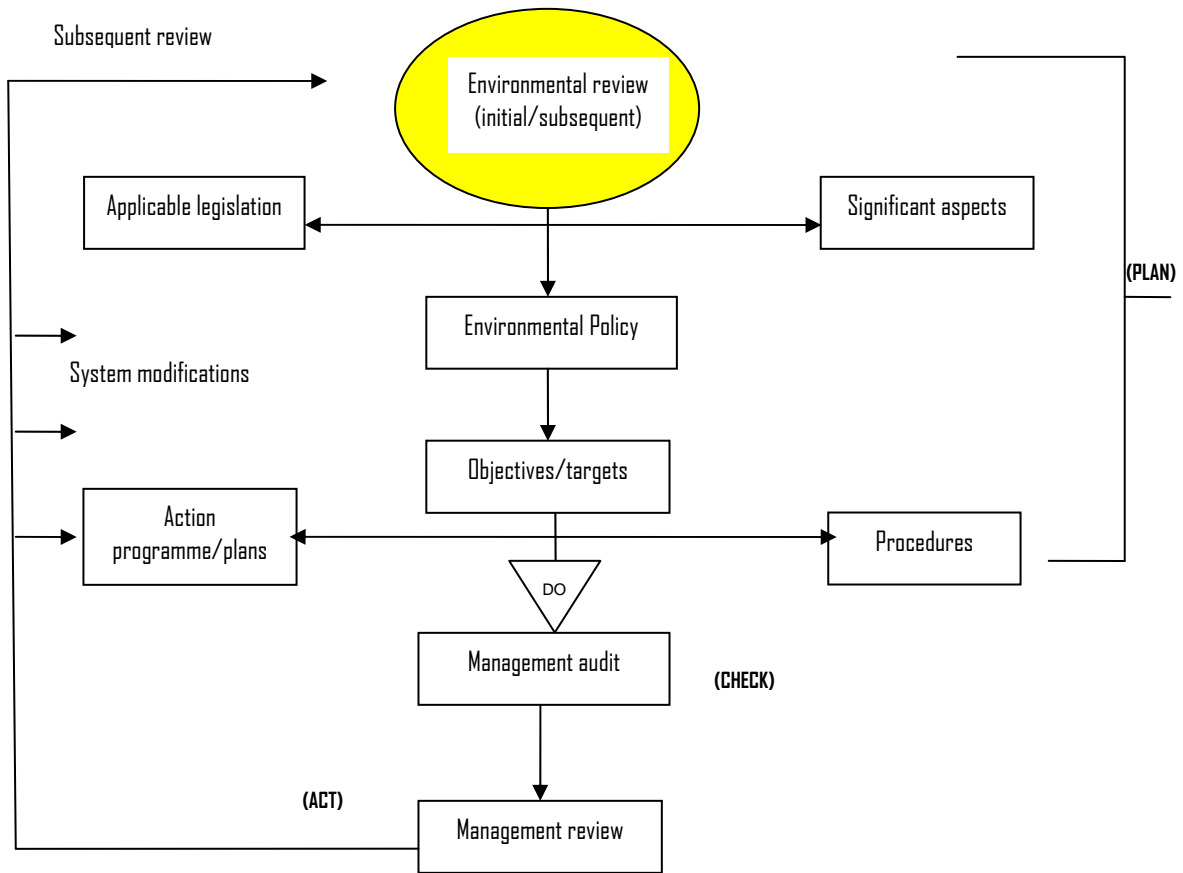 Subsequent review
Environmental review
(initial/subsequent)
Applicable legislation
Significant aspects
(PLAN)
Environmental Policy
System modifications
Objectives/targets
Action
programme/plans
Procedures
DO
Management audit
(CHECK)
(ACT)
Management review